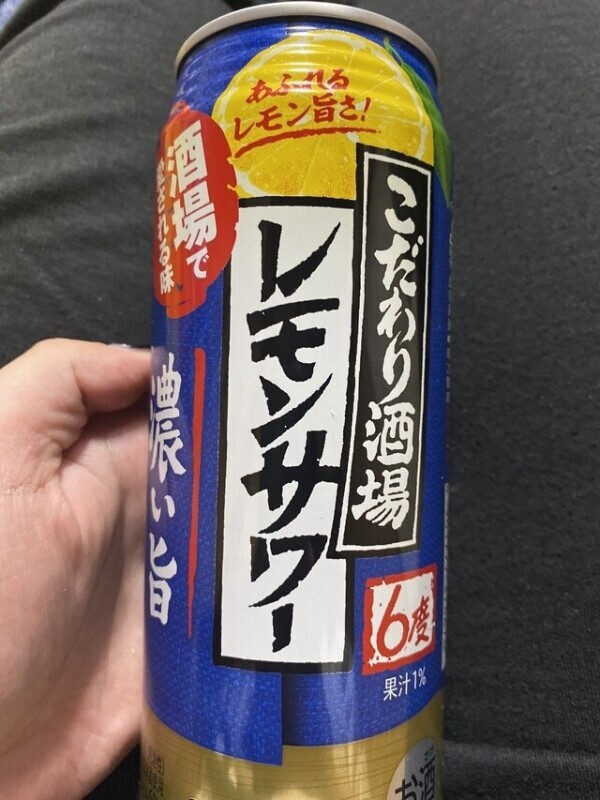 あふれる
レモン旨さ!
酒場で
愛される味
こだわり酒場
レモンサワー
濃い旨
6度
果汁1%
お酒